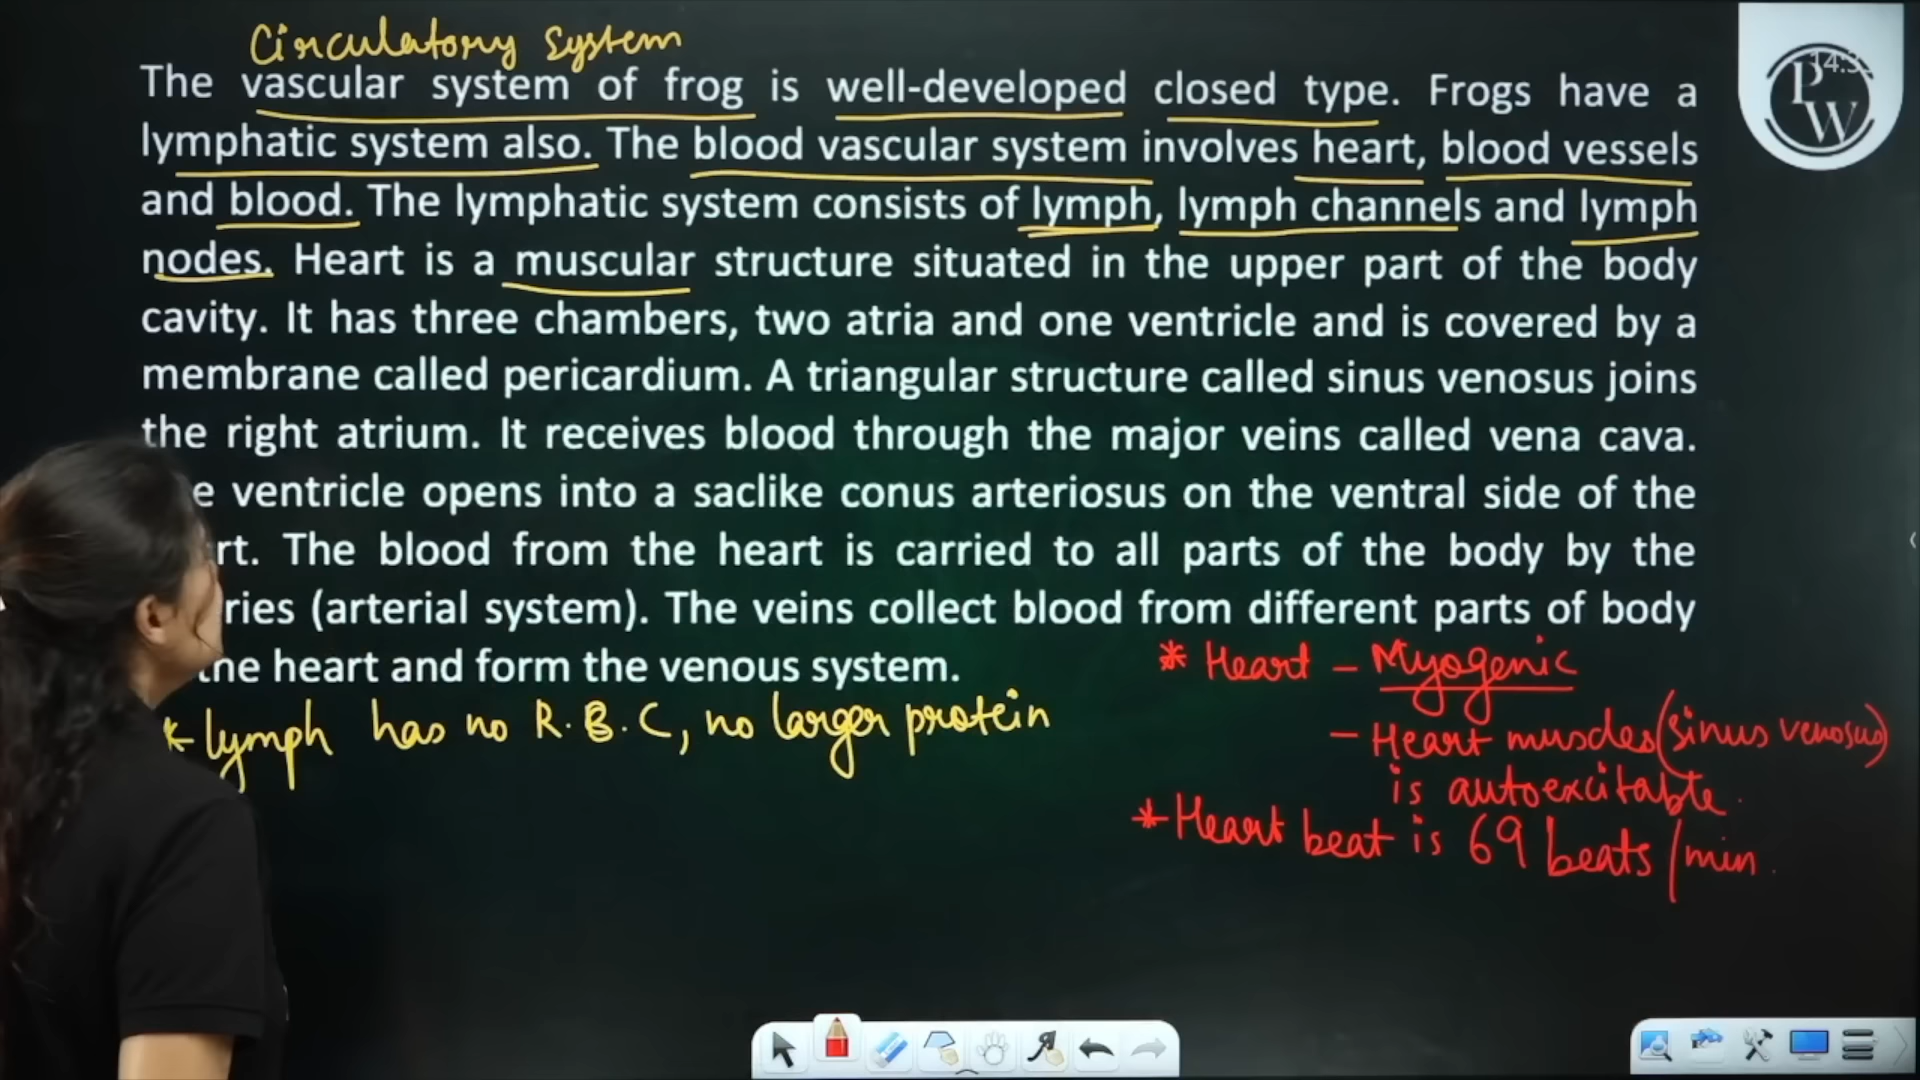 Circulatory System
The vascular system of frog is well-developed closed type. Frogs have a
lymphatic system also. The blood vascular system involves heart, blood vessels
and blood. The lymphatic system consists of lymph, lymph channels and lymph
nodes. Heart is a muscular structure situated in the upper part of the body
cavity. It has three chambers, two atria and one ventricle and is covered by a
membrane called pericardium. A triangular structure called sinus venosus joins
the right atrium. It receives blood through the major veins called vena cava.
e ventricle opens into a saclike conus arteriosus on the ventral side of the
rt. The blood from the heart is carried to all parts of the body by the
ries (arterial system). The veins collect blood from different parts of body
he heart and form the venous system.
* Heart - Myogenic
* lymph has no R.B.C, no larger protein
- Heart muscles (sinus venosus)
is autoexcitable.
* Heart beat is 69 beats/min.
PW